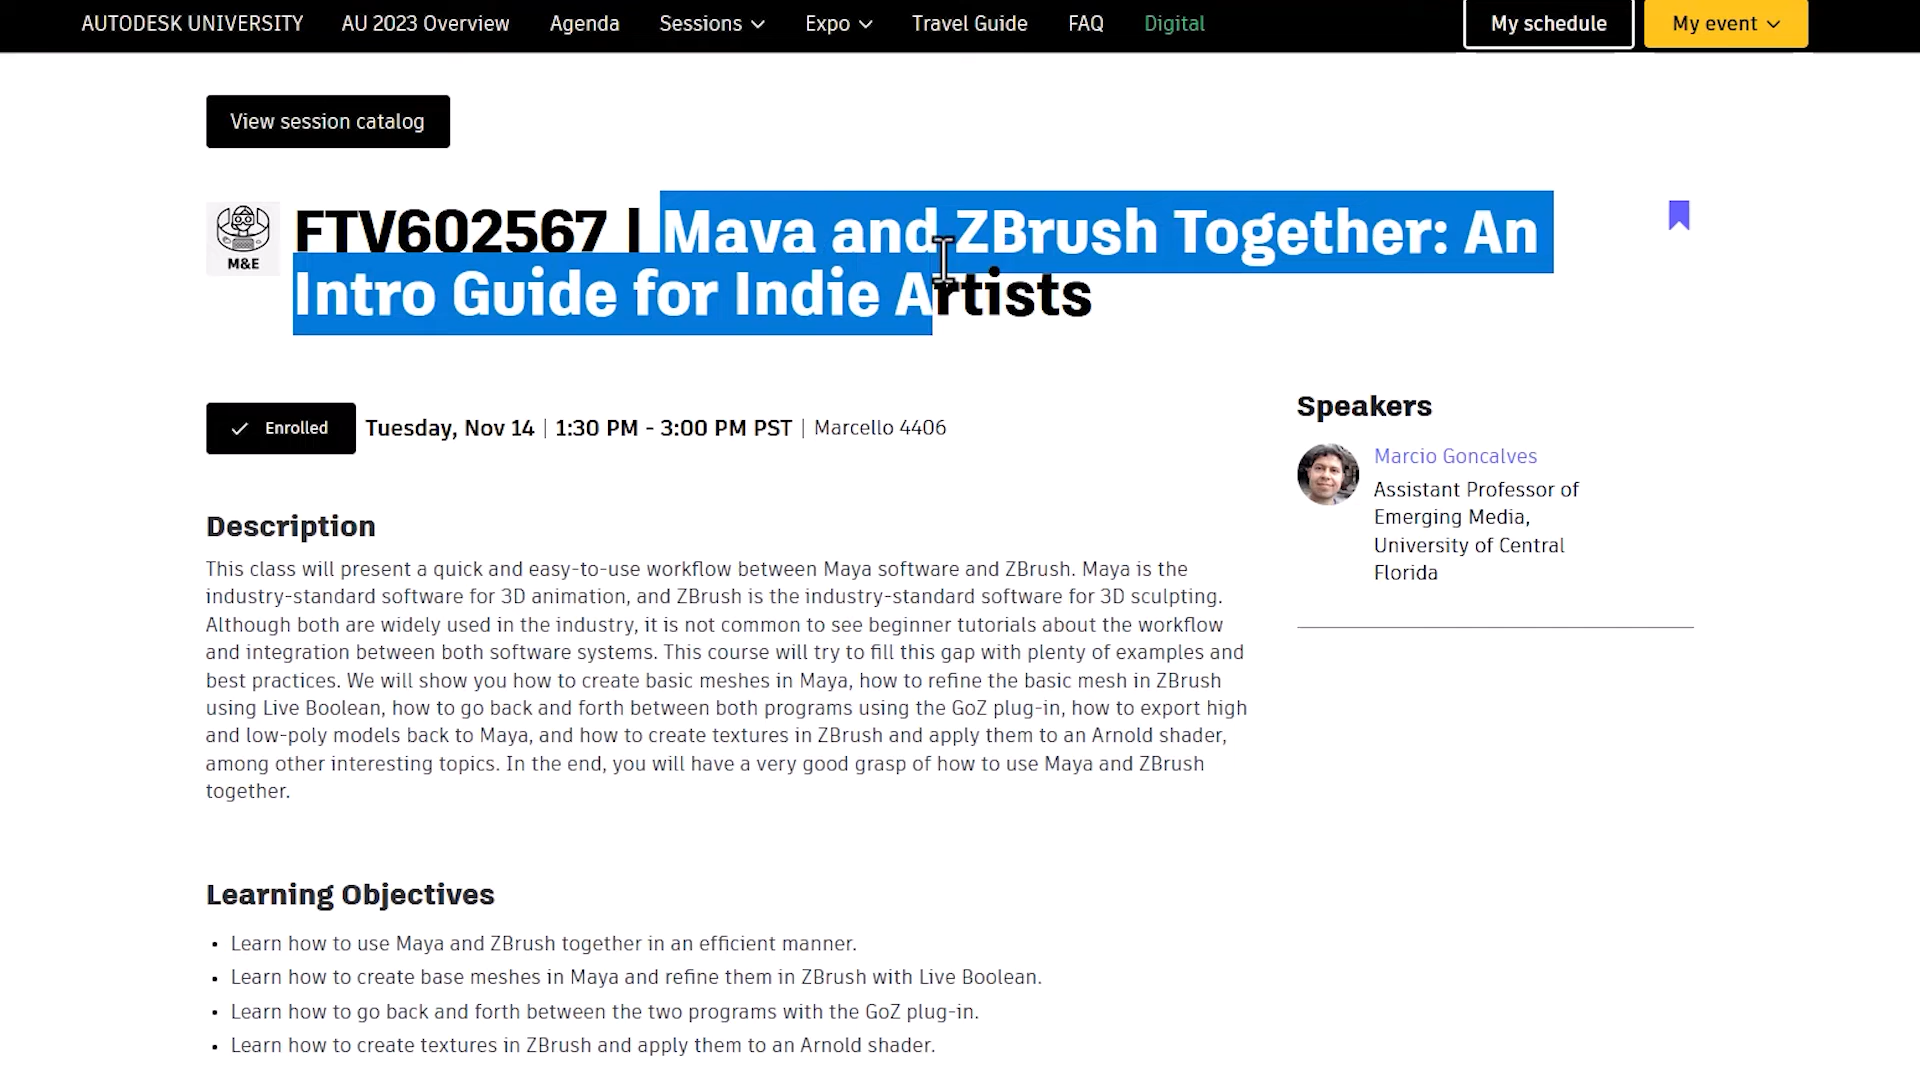 AUTODESK UNIVERSITY AU 2023 Overview Agenda Sessions Expo Travel Guide FAQ Digital My schedule My event
View session catalog
M&E
FTV602567 | Maya and ZBrush Together: An
Intro Guide for Indie Artists
Enrolled Tuesday, Nov 14 | 1:30 PM - 3:00 PM PST | Marcello 4406
Speakers
Marcio Goncalves
Assistant Professor of
Emerging Media,
University of Central
Florida
Description
This class will present a quick and easy-to-use workflow between Maya software and ZBrush. Maya is the
industry-standard software for 3D animation, and ZBrush is the industry-standard software for 3D sculpting.
Although both are widely used in the industry, it is not common to see beginner tutorials about the workflow
and integration between both software systems. This course will try to fill this gap with plenty of examples and
best practices. We will show you how to create basic meshes in Maya, how to refine the basic mesh in ZBrush
using Live Boolean, how to go back and forth between both programs using the GoZ plug-in, how to export high
and low-poly models back to Maya, and how to create textures in ZBrush and apply them to an Arnold shader,
among other interesting topics. In the end, you will have a very good grasp of how to use Maya and ZBrush
together.
Learning Objectives
• Learn how to use Maya and ZBrush together in an efficient manner.
• Learn how to create base meshes in Maya and refine them in ZBrush with Live Boolean.
• Learn how to go back and forth between the two programs with the GoZ plug-in.
• Learn how to create textures in ZBrush and apply them to an Arnold shader.